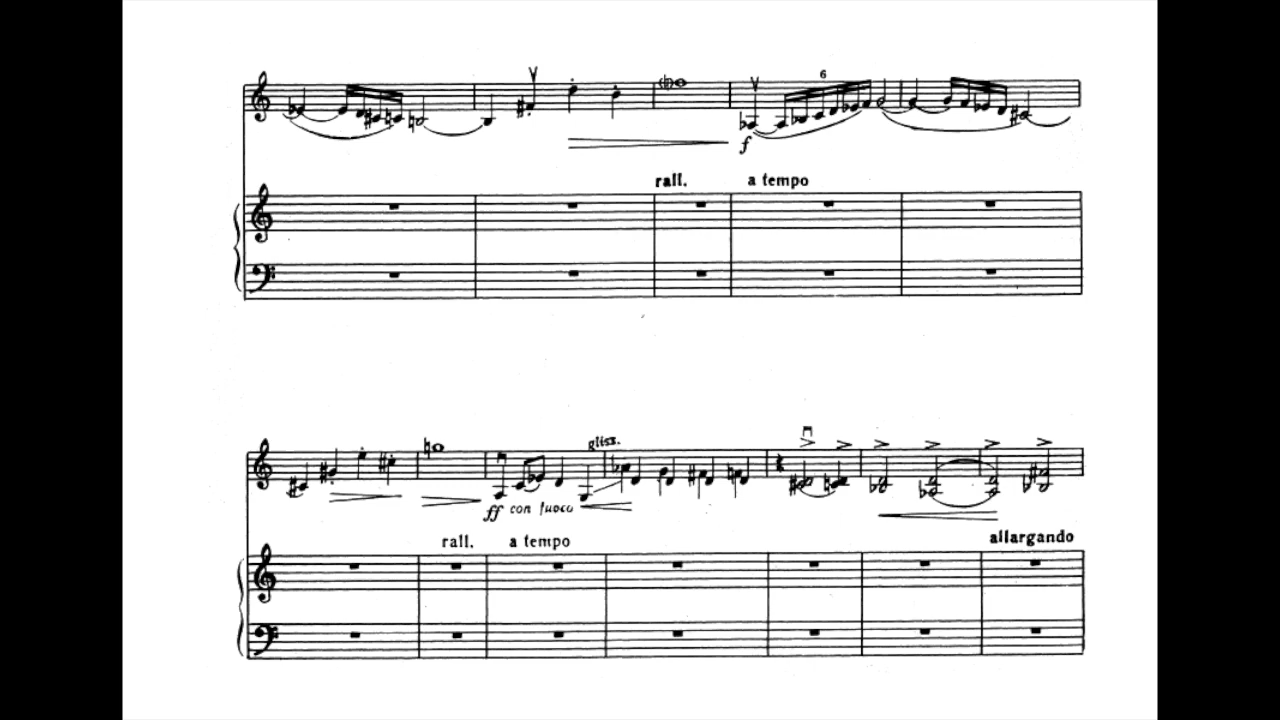 6
f
rall. a tempo
gliss.
ff con fuoco
rall. a tempo
allargando